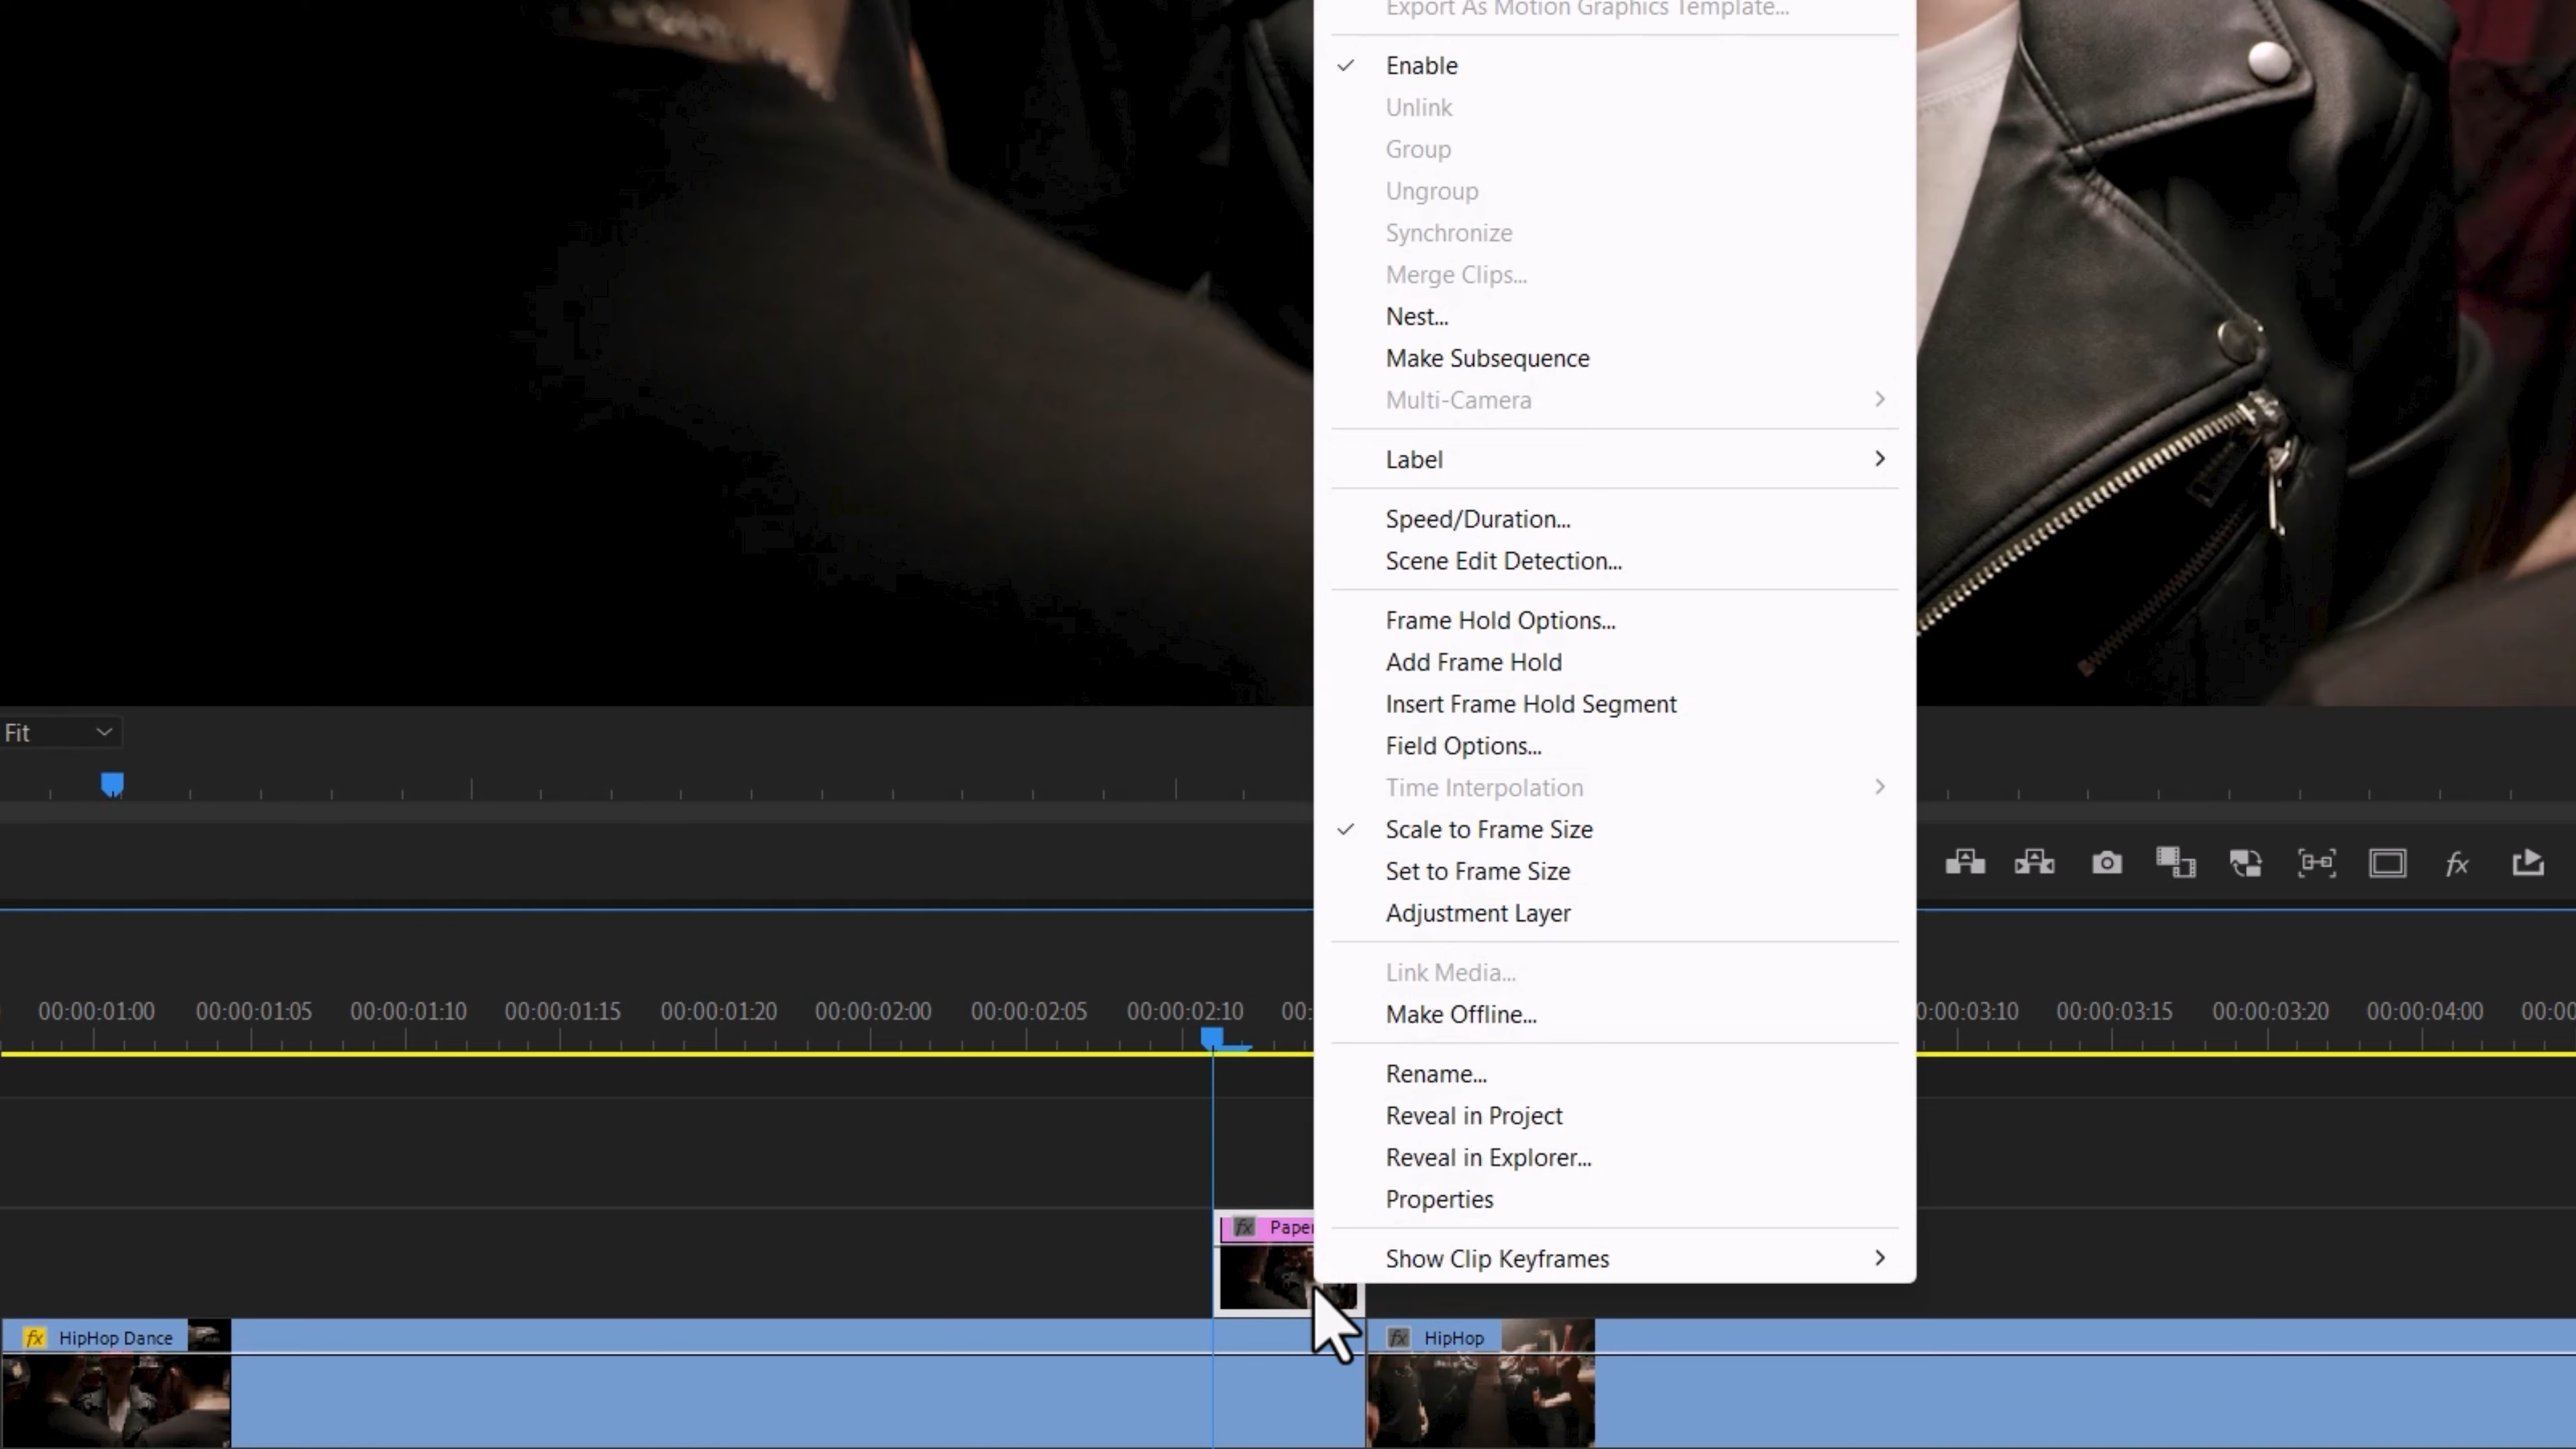 Export As Motion Graphics Template...
Enable
Unlink
Group
Ungroup
Synchronize
Merge Clips...
Nest...
Make Subsequence
Multi-Camera
Label
Speed/Duration...
Scene Edit Detection...
Frame Hold Options...
Add Frame Hold
Insert Frame Hold Segment
Field Options...
Time Interpolation
Scale to Frame Size
Set to Frame Size
Adjustment Layer
Link Media...
Make Offline...
Rename...
Reveal in Project
Reveal in Explorer...
Properties
Show Clip Keyframes
Fit
fx
00:00:01:00 00:00:01:05 00:00:01:10 00:00:01:15 00:00:01:20 00:00:02:00 00:00:02:05 00:00:02:10 00: 0:00:03:10 00:00:03:15 00:00:03:20 00:00:04:00 00:00
fx Paper
fx HipHop Dance
fx HipHop